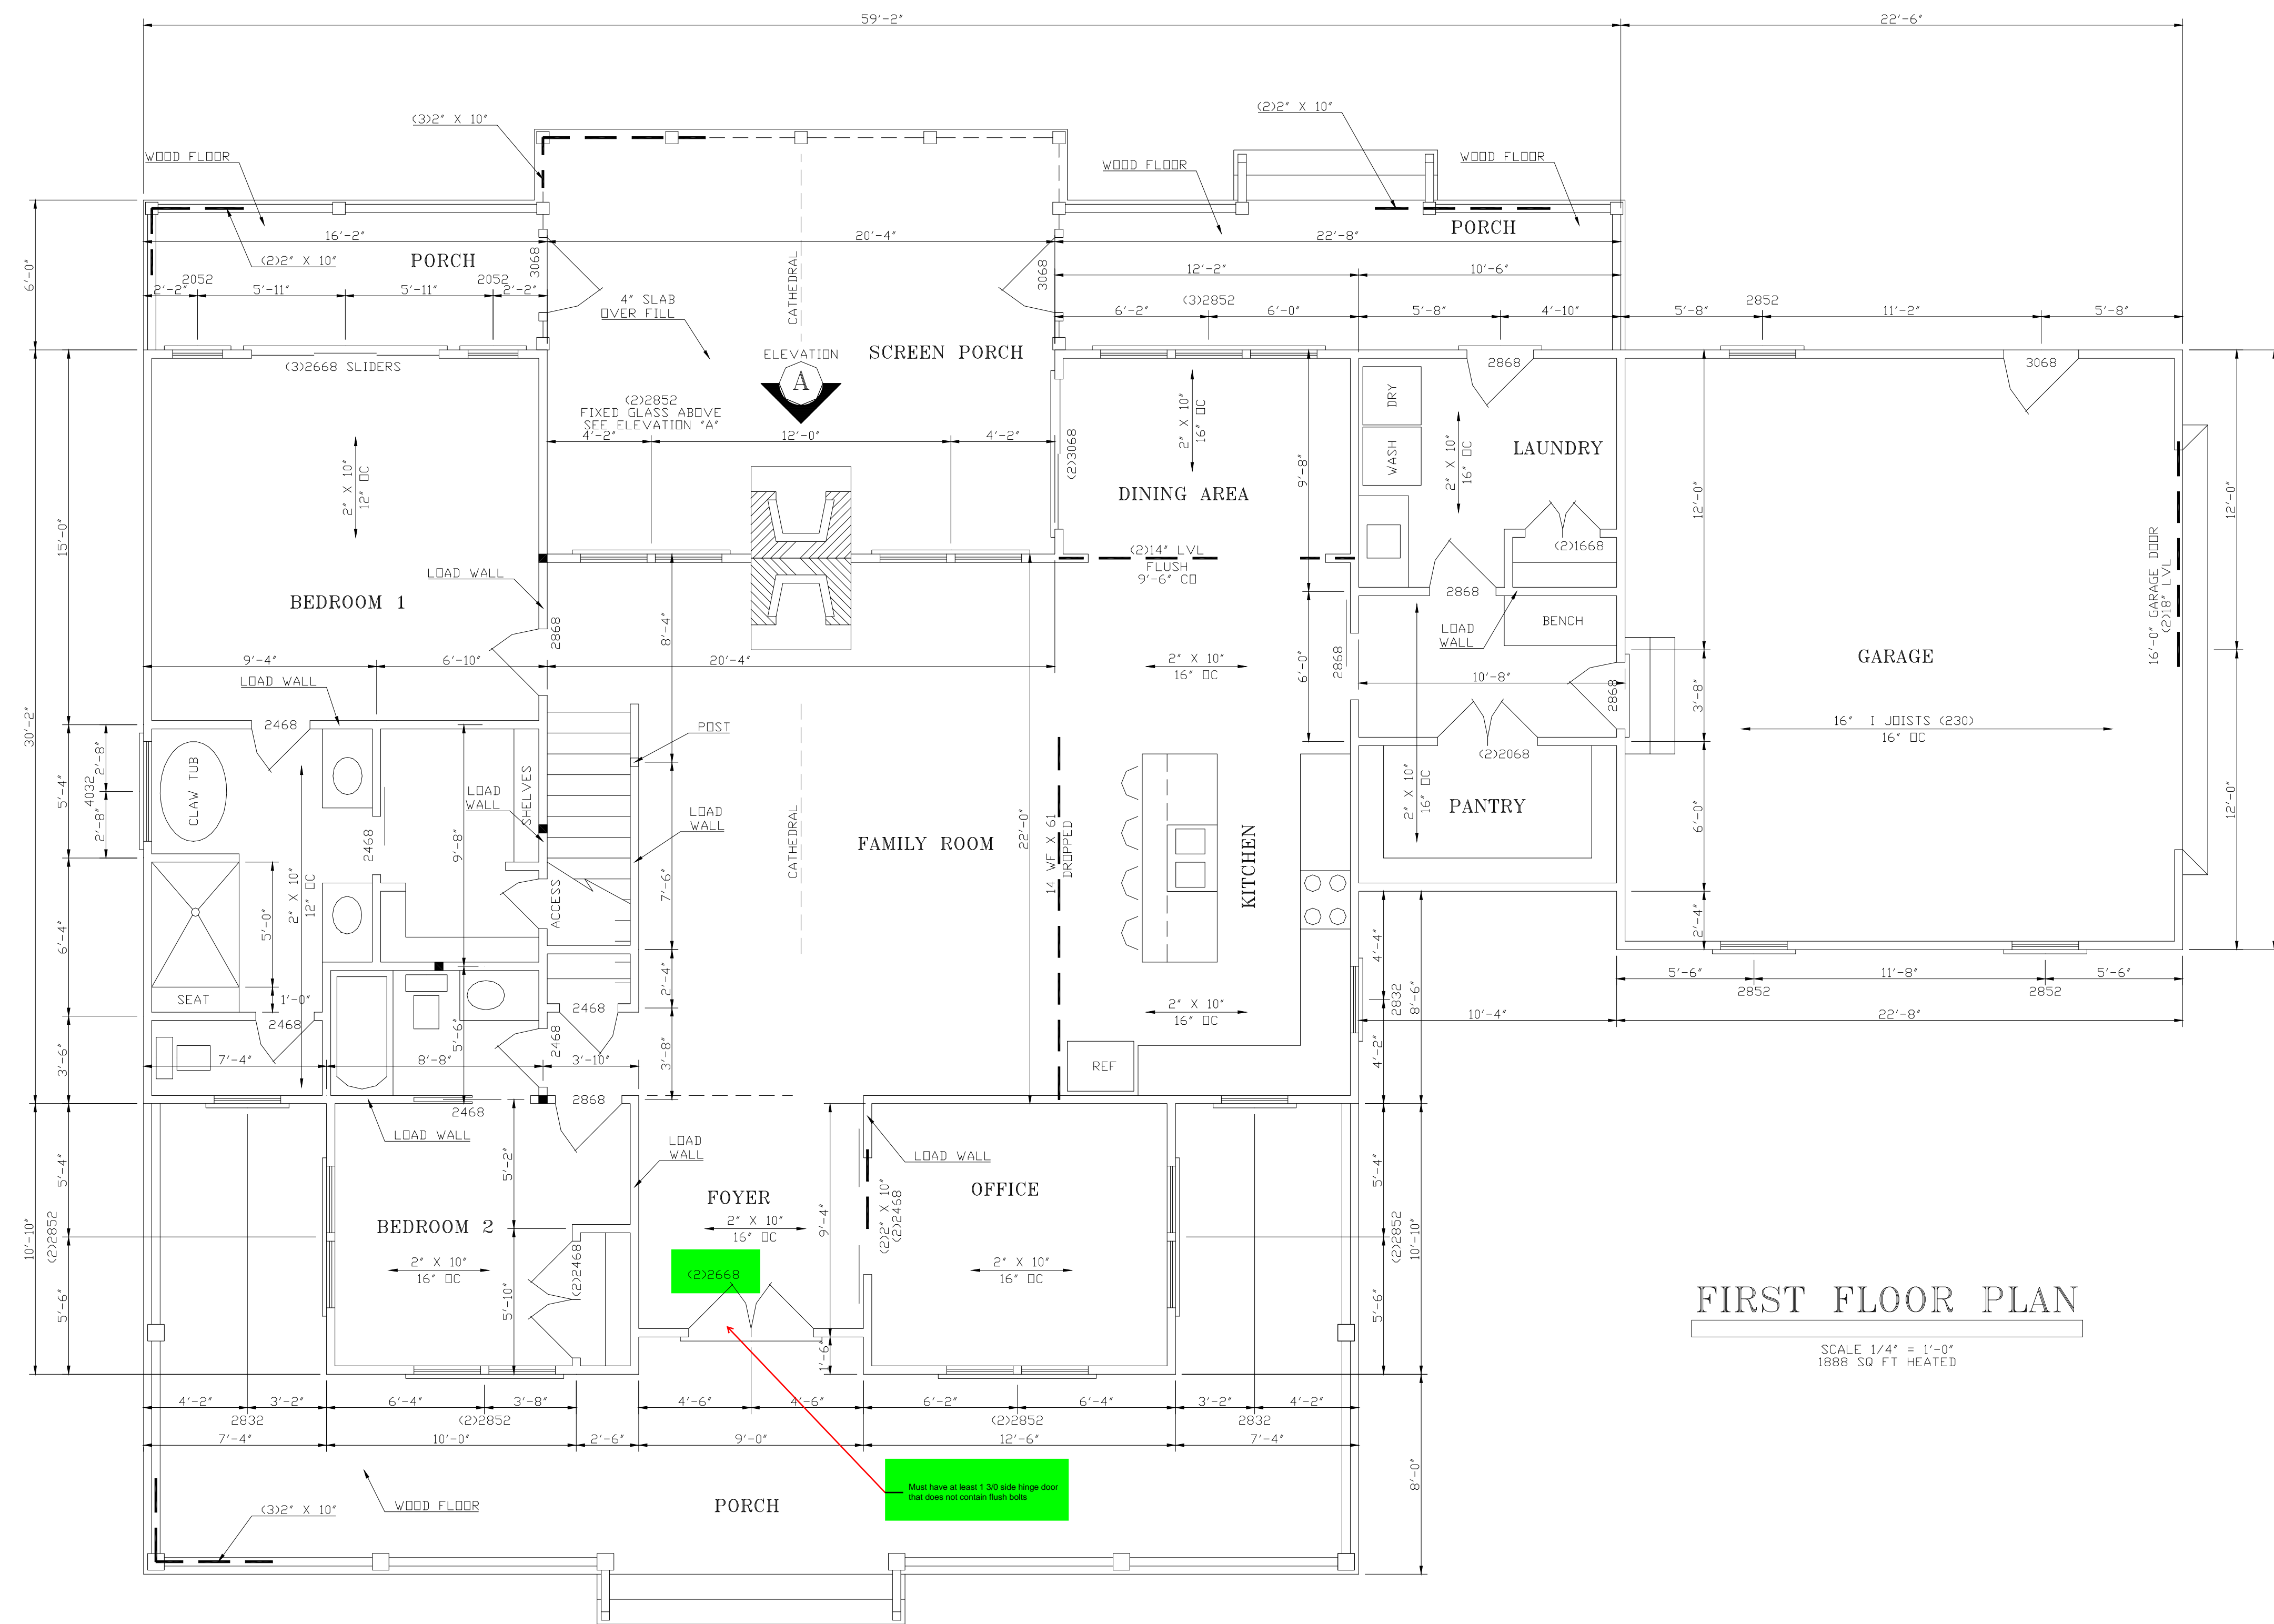 59'-2"
22'-6"
(3)2" X 10"
(2)2" X 10"
WOOD FLOOR
WOOD FLOOR
WOOD FLOOR
PORCH
16'-2"
20'-4"
22'-8"
6'-0"
(2)2" X 10"
PORCH
3068
CATHEDRAL
3068
12'-2"
10'-6"
2052
2052
2'-2"
5'-11"
5'-11"
2'-2"
4" SLAB
OVER FILL
(3)2852
2852
6'-2"
6'-0"
5'-8"
4'-10"
5'-8"
11'-2"
5'-8"
ELEVATION
A
SCREEN PORCH
(3)2668 SLIDERS
2868
3068
(2)2852
FIXED GLASS ABOVE
SEE ELEVATION "A"
4'-2"
12'-0"
4'-2"
(2)3068
2" X 10"
16" OC
DRY
WASH
2" X 10"
16" OC
LAUNDRY
2" X 10"
12" OC
DINING AREA
9'-8"
12'-0"
12'-0"
15'-0"
(2)14" LVL
FLUSH
9'-6" CO
(2)1668
16'-0" GARAGE DOOR
(2)18" LVL
LOAD WALL
BEDROOM 1
2868
8'-4"
2868
BENCH
LOAD
WALL
GARAGE
9'-4"
6'-10"
20'-4"
2" X 10"
16" OC
6'-0"
2868
10'-8"
2868
3'-8"
LOAD WALL
2468
POST
16" I JOISTS (230)
16" OC
30'-2"
2'-8"
4032
5'-4"
2'-8"
CLAW TUB
SHELVES
LOAD
WALL
(2)2068
2" X 10"
16" OC
PANTRY
2468
9'-8"
LOAD
WALL
CATHEDRAL
FAMILY ROOM
22'-0"
14 WF X 61
DROPPED
KITCHEN
6'-0"
12'-0"
2" X 10"
12" OC
5'-0"
6'-4"
ACCESS
7'-6"
2'-4"
4'-4"
2832
8'-6"
5'-6"
11'-8"
5'-6"
2852
2852
SEAT
1'-0"
2468
2468
2'-4"
2" X 10"
16" OC
10'-4"
22'-8"
3'-6"
7'-4"
8'-8"
5'-6"
2468
3'-10"
3'-8"
REF
4'-2"
2468
2868
LOAD WALL
LOAD
WALL
LOAD WALL
5'-4"
5'-2"
5'-4"
10'-10"
(2)2852
BEDROOM 2
2" X 10"
16" OC
(2)2468
5'-10"
5'-6"
FOYER
2" X 10"
16" OC
(2)2668
9'-4"
1'-6"
(2)2" X 10"
(2)2468
OFFICE
2" X 10"
16" OC
(2)2852
10'-10"
5'-6"
FIRST FLOOR PLAN
SCALE 1/4" = 1'-0"
1888 SQ FT HEATED
4'-2"
3'-2"
6'-4"
3'-8"
4'-6"
4'-6"
6'-2"
6'-4"
3'-2"
4'-2"
2832
(2)2852
(2)2852
2832
7'-4"
10'-0"
2'-6"
9'-0"
12'-6"
7'-4"
8'-0"
Must have at least 1 3/0 side hinge door
that does not contain flush bolts
(3)2" X 10"
WOOD FLOOR
PORCH